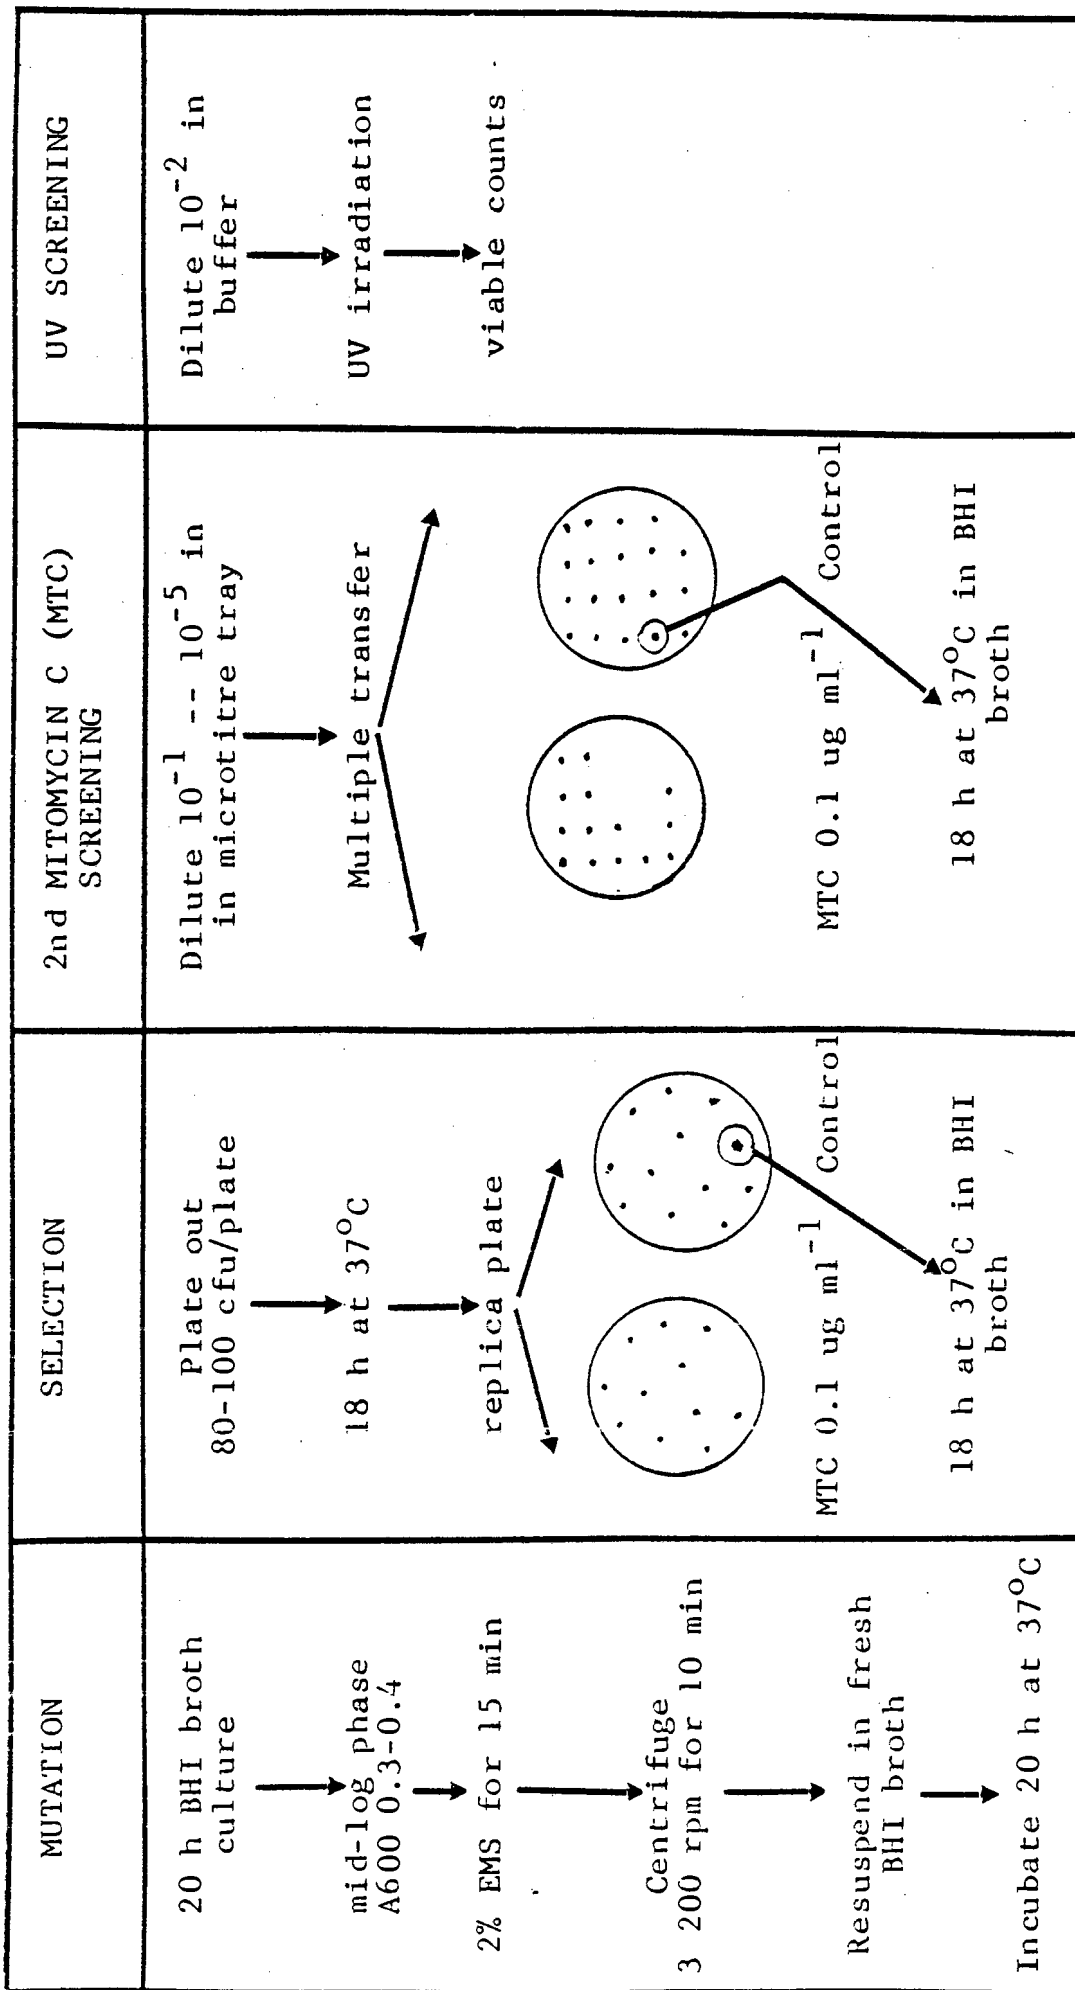 MUTATION
20 h BHI broth
culture
mid-log phase
A600 0.3-0.4
2% EMS for 15 min
Centrifuge
3 200 rpm for 10 min
Resuspend in fresh
BHI broth
Incubate 20 h at 37°C
SELECTION
Plate out
80-100 cfu/plate
18 h at 37°C
replica plate
MTC 0.1 ug ml⁻¹ Control
18 h at 37°C in BHI
broth
2nd MITOMYCIN C (MTC)
SCREENING
Dilute 10⁻¹ -- 10⁻⁵ in
in microtitre tray
Multiple transfer
MTC 0.1 ug ml⁻¹ Control
18 h at 37°C in BHI
broth
UV SCREENING
Dilute 10⁻² in
buffer
UV irradiation
viable counts